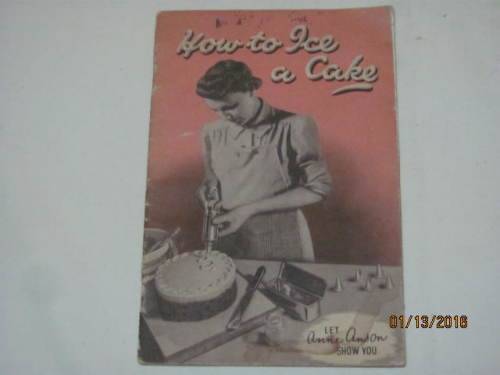 How to Ice
a Cake
LET
Anne Anson
SHOW YOU
01/13/2016